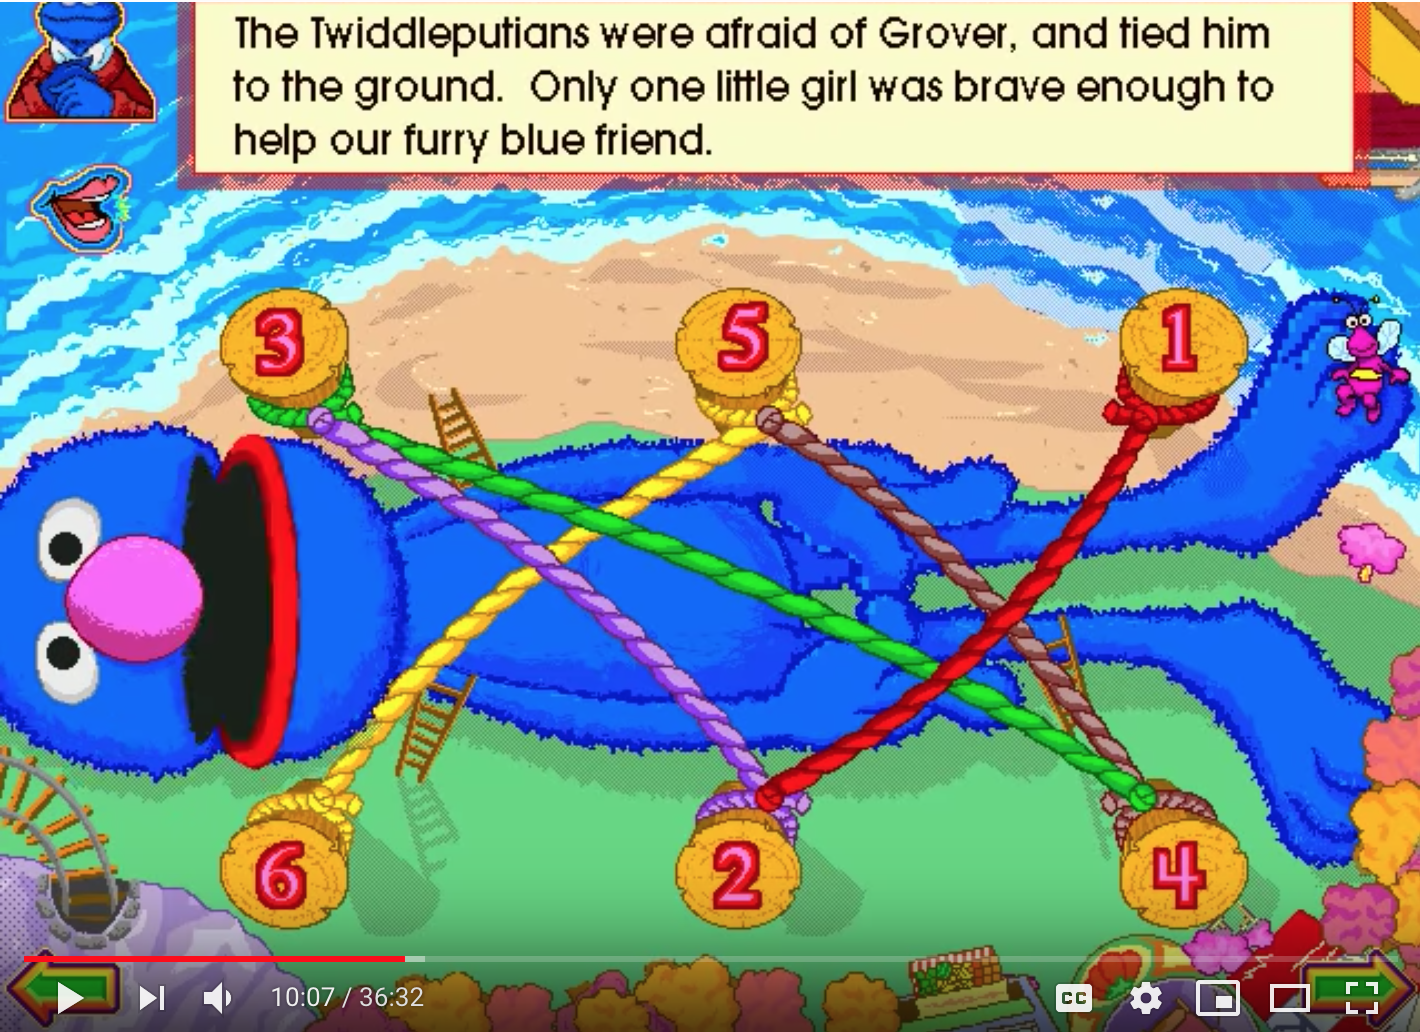 The Twiddleputians were afraid of Grover, and tied him
to the ground. Only one little girl was brave enough to
help our furry blue friend.
3 5 1
6 2 4
10:07 / 36:32 CC